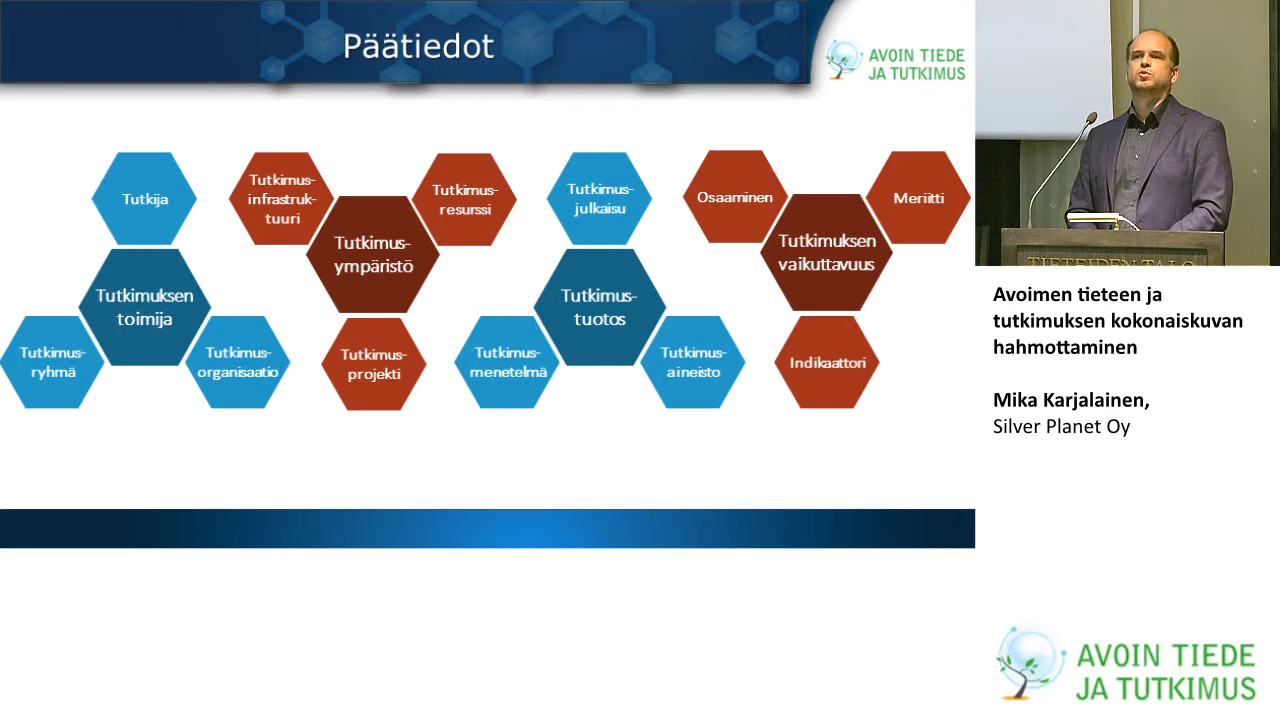 Päätiedot
AVOIN TIEDE
JA TUTKIMUS
Tutkija
Tutkimuksen
toimija
Tutkimus-
ryhmä
Tutkimus-
organisaatio
Tutkimus-
infrastruk-
tuuri
Tutkimus-
resurssi
Tutkimus-
ympäristö
Tutkimus-
projekti
Tutkimus-
julkaisu
Tutkimus-
tuotos
Tutkimus-
menetelmä
Tutkimus-
aineisto
Osaaminen
Meriitti
Tutkimuksen
vaikuttavuus
Indikaattori
TIETEIDEN TALO
Avoimen tieteen ja
tutkimuksen kokonaiskuvan
hahmottaminen
Mika Karjalainen,
Silver Planet Oy
AVOIN TIEDE
JA TUTKIMUS